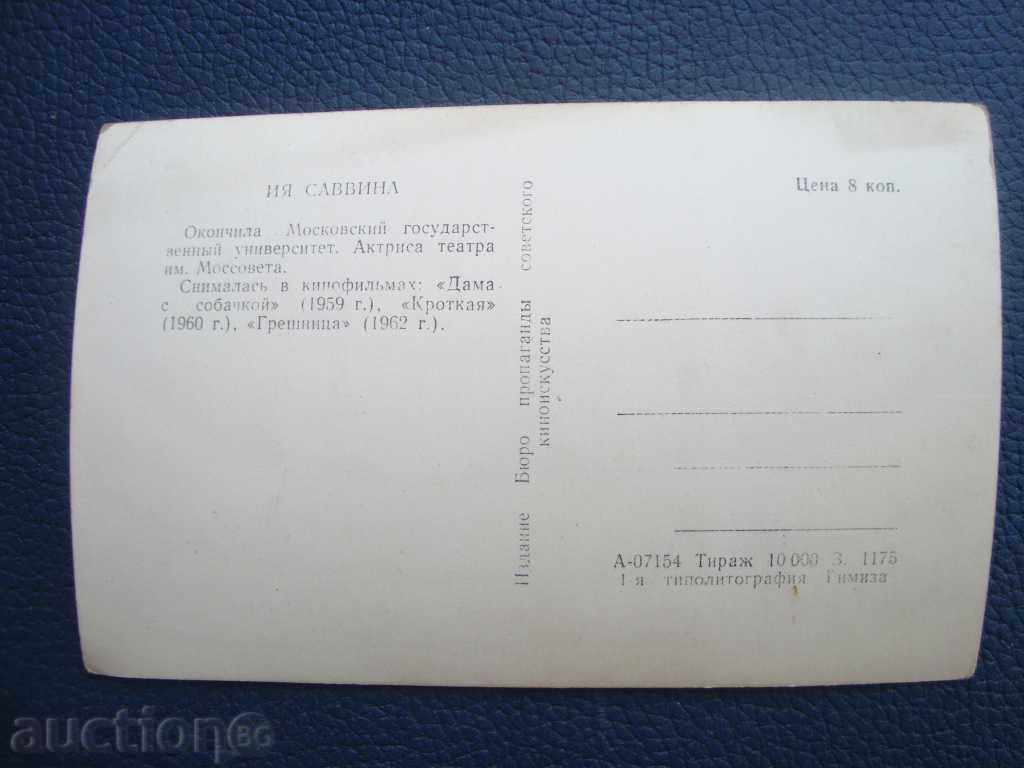 ИЯ САВВИНА
Окончила Московский государст-
венный университет. Актриса театра
им. Моссовета.
Снималась в кинофильмах: «Дама
с собачкой» (1959 г.), «Кроткая»
(1960 г.), «Грешница» (1962 г.).
Издание Бюро пропаганды советского
киноискусства
Цена 8 коп.
А-07154 Тираж 10 000 З. 1175
1-я типолитография Гимиза
auction BG